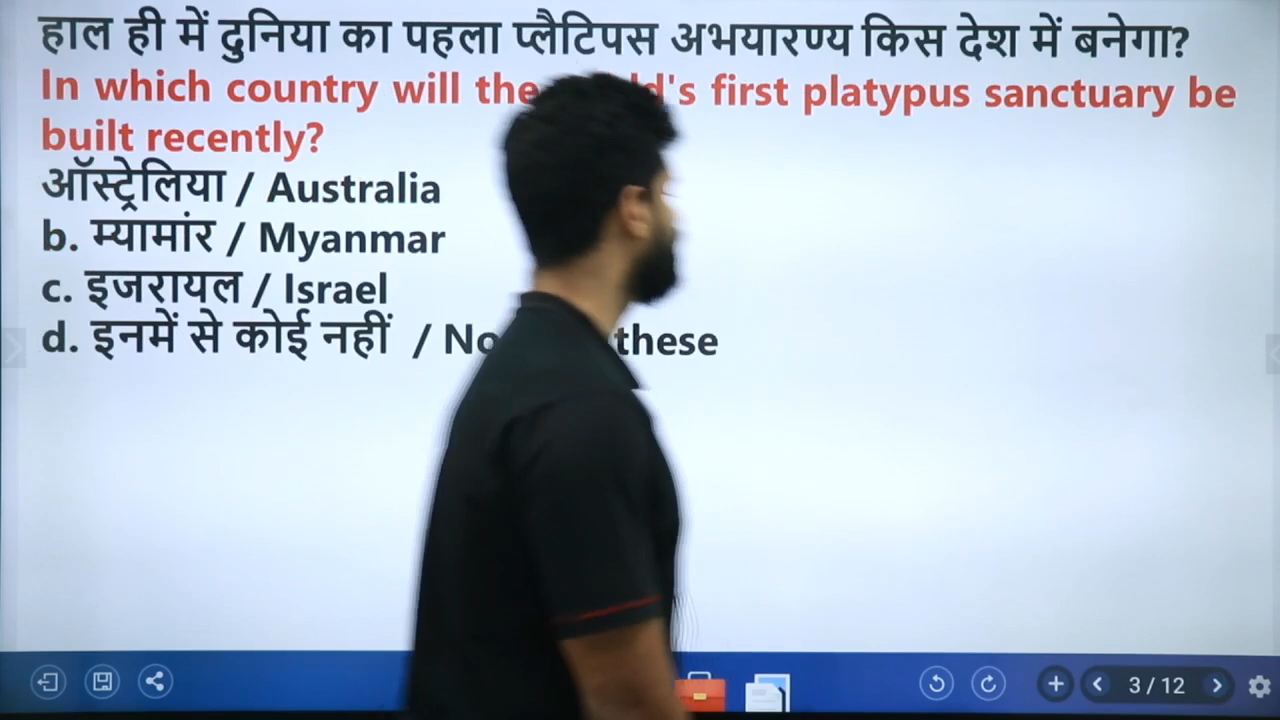 हाल ही में दुनिया का पहला प्लैटिपस अभयारण्य किस देश में बनेगा?
In which country will the first platypus sanctuary be
built recently?
ऑस्ट्रेलिया / Australia
b. म्यामांर / Myanmar
c. इजरायल / Israel
d. इनमें से कोई नहीं / these
3 / 12